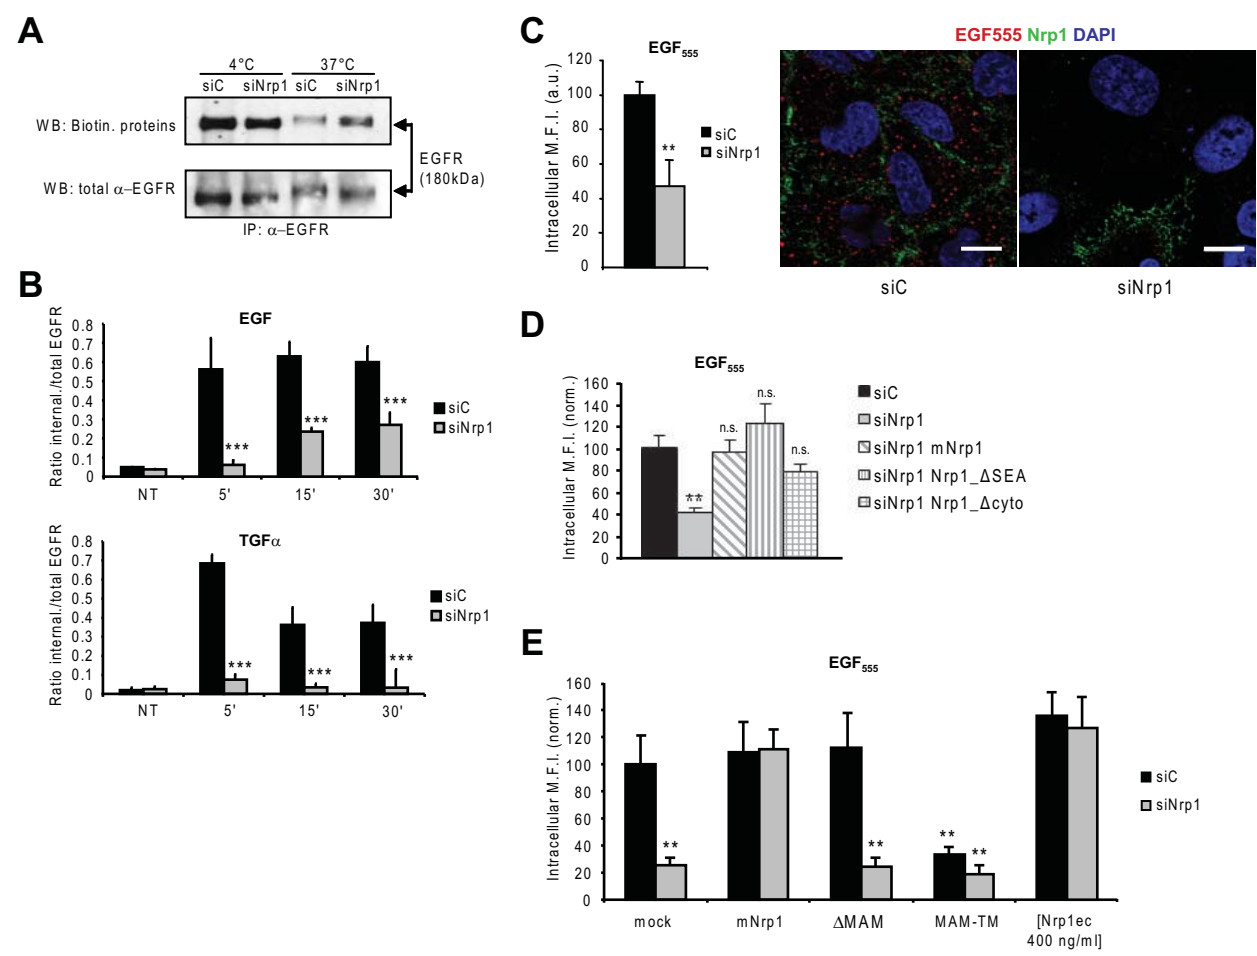 A
4°C 37°C
siC siNrp1 siC siNrp1
WB: Biotin. proteins
EGFR
(180kDa)
WB: total α–EGFR
IP: α–EGFR
B
EGF
Ratio internal./total EGFR
0.8
0.7
0.6
0.5
0.4
0.3
0.2
0.1
0
***
***
***
NT 5' 15' 30'
siC
siNrp1
TGFα
Ratio internal./total EGFR
0.8
0.7
0.6
0.5
0.4
0.3
0.2
0.1
0
***
***
***
NT 5' 15' 30'
siC
siNrp1
C
EGF555
Intracellular M.F.I. (a.u.)
120
100
80
60
40
20
0
**
siC
siNrp1
EGF555 Nrp1 DAPI
siC siNrp1
D
EGF555
Intracellular M.F.I. (norm.)
160
140
120
100
80
60
40
20
0
**
n.s.
n.s.
n.s.
siC
siNrp1
siNrp1 mNrp1
siNrp1 Nrp1_ΔSEA
siNrp1 Nrp1_Δcyto
E
EGF555
Intracellular M.F.I. (norm.)
160
140
120
100
80
60
40
20
0
**
**
**
**
mock mNrp1 ΔMAM MAM-TM [Nrp1ec
400 ng/ml]
siC
siNrp1